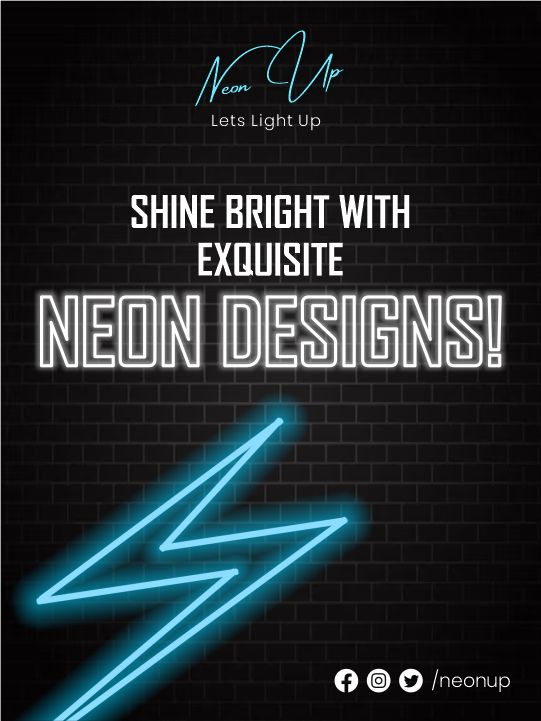 Neon Up
Lets Light Up
SHINE BRIGHT WITH
EXQUISITE
NEON DESIGNS!
/neonup